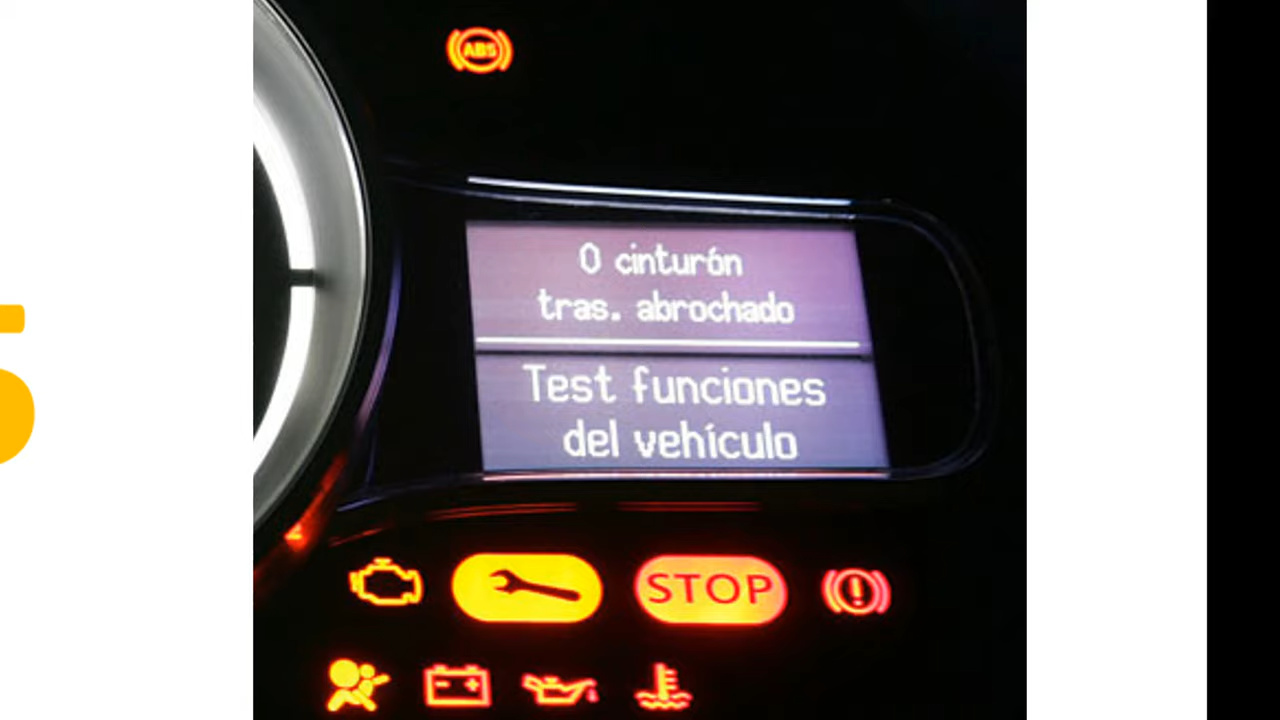 ABS
0 cinturón
tras. abrochado
Test funciones
del vehículo
STOP